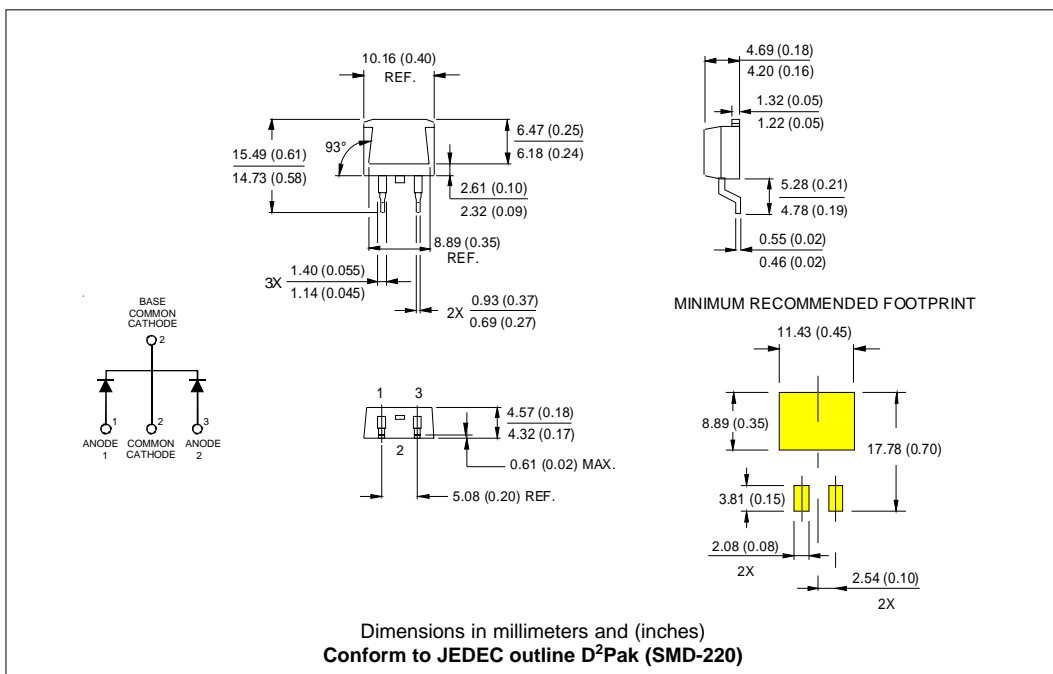 10.16 (0.40)
REF.
15.49 (0.61)
14.73 (0.58)
93°
6.47 (0.25)
6.18 (0.24)
2.61 (0.10)
2.32 (0.09)
8.89 (0.35)
REF.
3X
1.40 (0.055)
1.14 (0.045)
2X
0.93 (0.37)
0.69 (0.27)
4.69 (0.18)
4.20 (0.16)
1.32 (0.05)
1.22 (0.05)
5.28 (0.21)
4.78 (0.19)
0.55 (0.02)
0.46 (0.02)
BASE
COMMON
CATHODE
2
1
2
3
ANODE
1
COMMON
CATHODE
ANODE
2
1
3
2
4.57 (0.18)
4.32 (0.17)
0.61 (0.02) MAX.
5.08 (0.20) REF.
MINIMUM RECOMMENDED FOOTPRINT
11.43 (0.45)
8.89 (0.35)
17.78 (0.70)
3.81 (0.15)
2.08 (0.08)
2X
2.54 (0.10)
2X
Dimensions in millimeters and (inches)
Conform to JEDEC outline D²Pak (SMD-220)